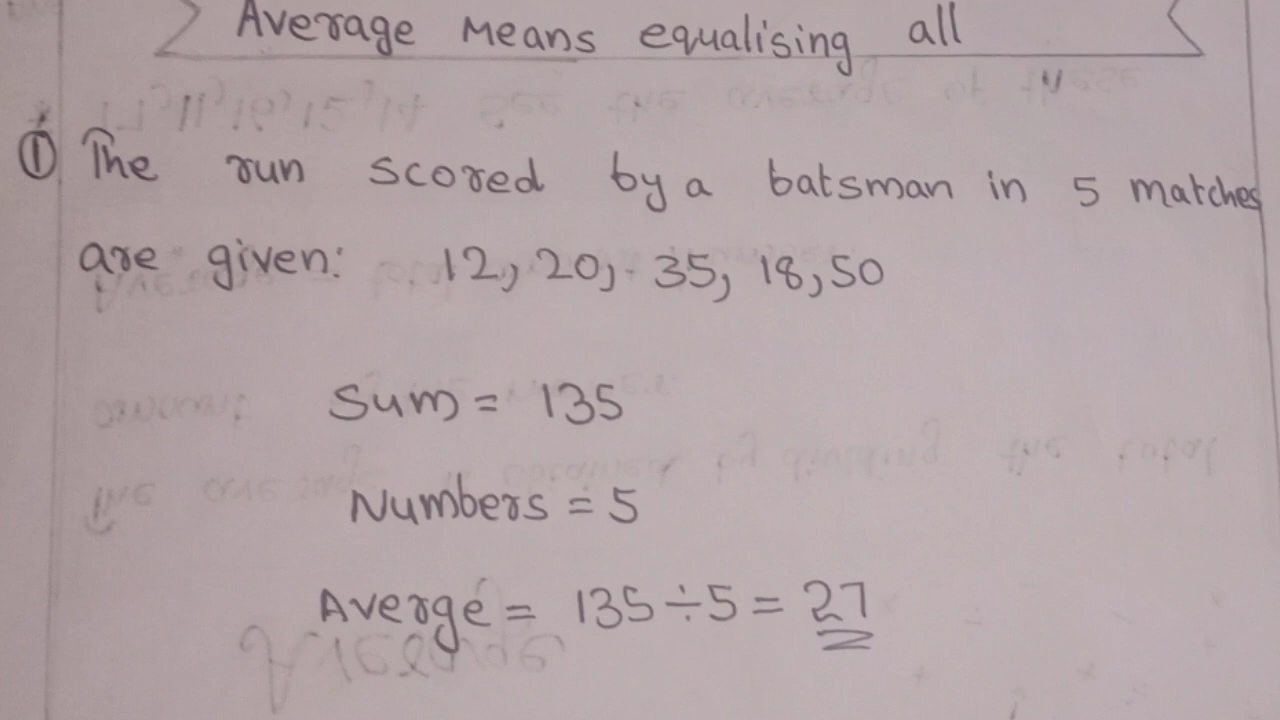 Average Means equalising all
① The run scored by a batsman in 5 matches
are given: 12, 20, 35, 18, 50
Sum = 135
Numbers = 5
Averge = 135 ÷ 5 = 27